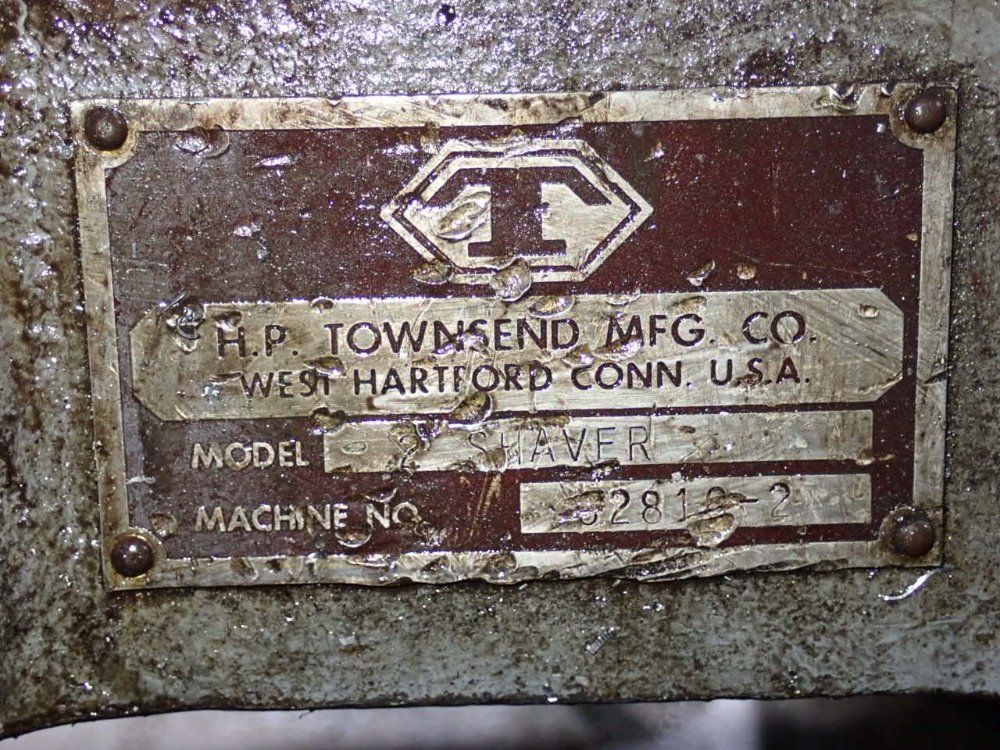 T
H.P. TOWNSEND MFG. CO.
WEST HARTFORD CONN. U.S.A.
MODEL 2 SHAVER
MACHINE NO.